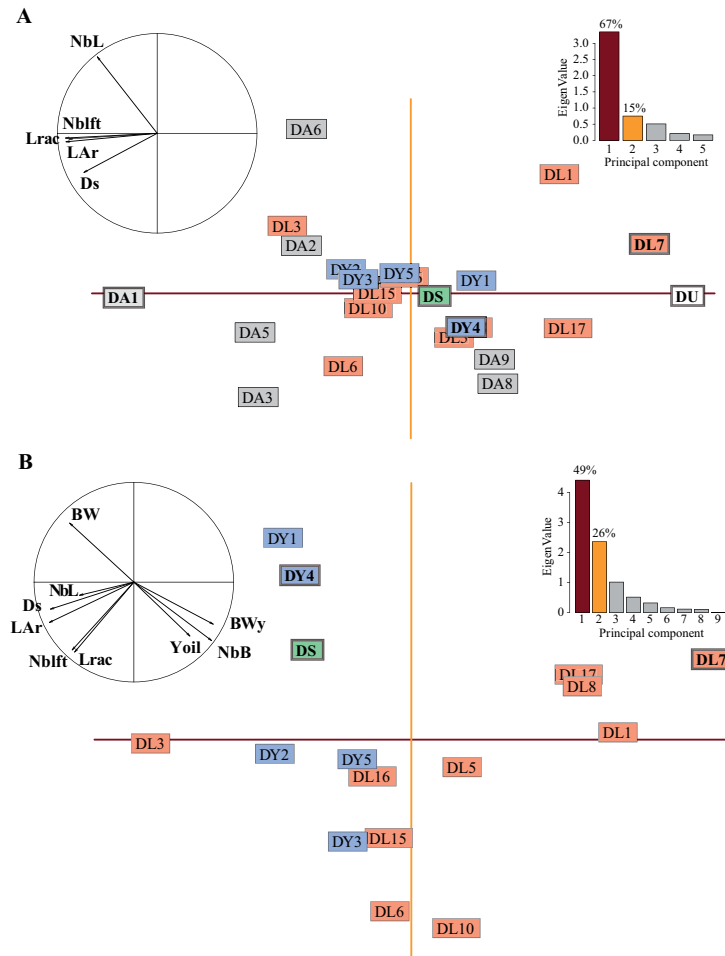 A
NbL
Nblft
Lrac
LAr
Ds
67%
15%
Eigen Value
3.0
2.5
2.0
1.5
1.0
0.5
0.0
1 2 3 4 5
Principal component
DA6
DL1
DL3
DA2
DL7
DY2
DY3
DY5
DY1
DA1
DL15
DS
DU
DL10
DY4
DL17
DA5
DL5
DA9
DL6
DA8
DA3
B
BW
NbL
Ds
LAr
Nblft
Lrac
Yoil
BWy
NbB
49%
26%
Eigen Value
4
3
2
1
0
1 2 3 4 5 6 7 8 9
Principal component
DY1
DY4
DS
DL7
DL17
DL8
DL1
DL3
DY2
DY5
DL16
DL5
DY3
DL15
DL6
DL10